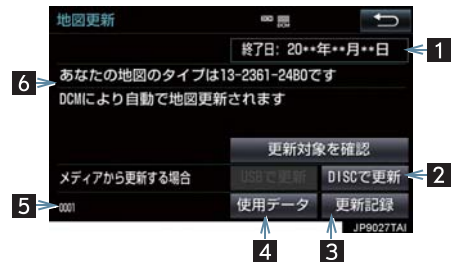 地図更新
終了日: 20**年**月**日 1
6 あなたの地図のタイプは13-2361-24B0です
DCMにより自動で地図更新されます
更新対象を確認
メディアから更新する場合 USBで更新 DISCで更新 2
5 0001 使用データ 更新記録
JP9027TAI
4 3